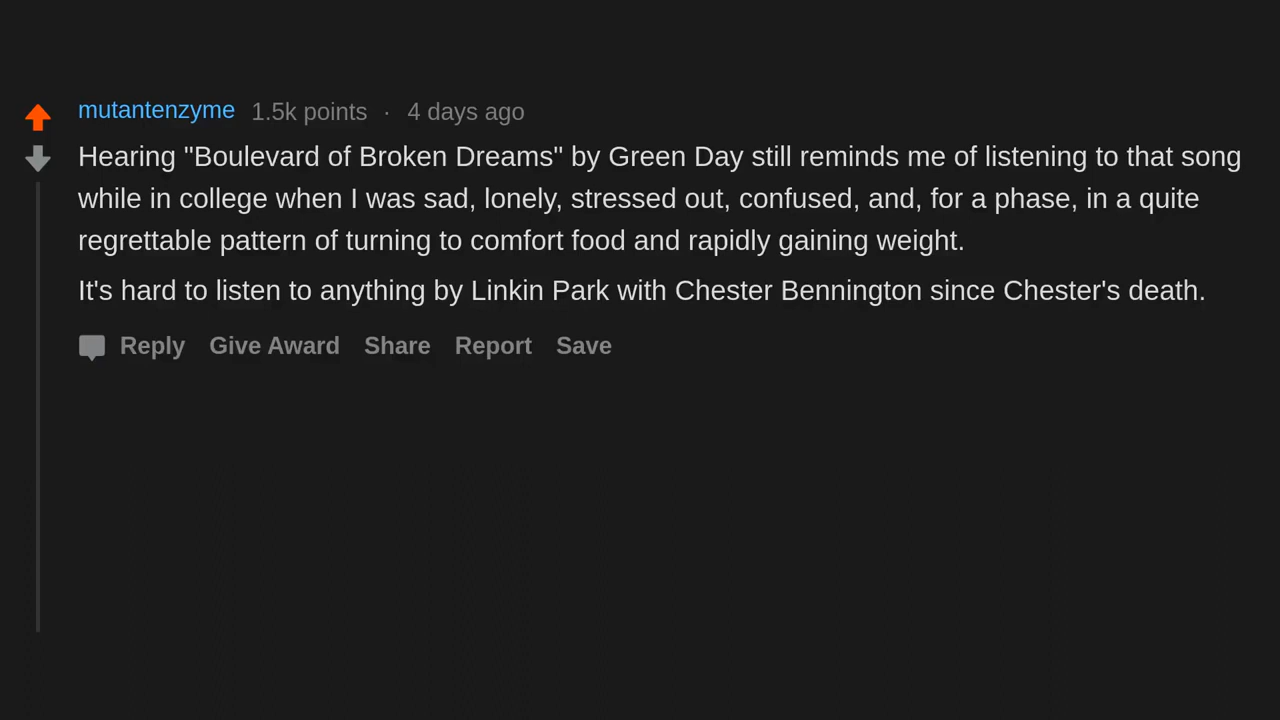 mutantenzyme 1.5k points · 4 days ago
Hearing "Boulevard of Broken Dreams" by Green Day still reminds me of listening to that song
while in college when I was sad, lonely, stressed out, confused, and, for a phase, in a quite
regrettable pattern of turning to comfort food and rapidly gaining weight.
It's hard to listen to anything by Linkin Park with Chester Bennington since Chester's death.
Reply Give Award Share Report Save